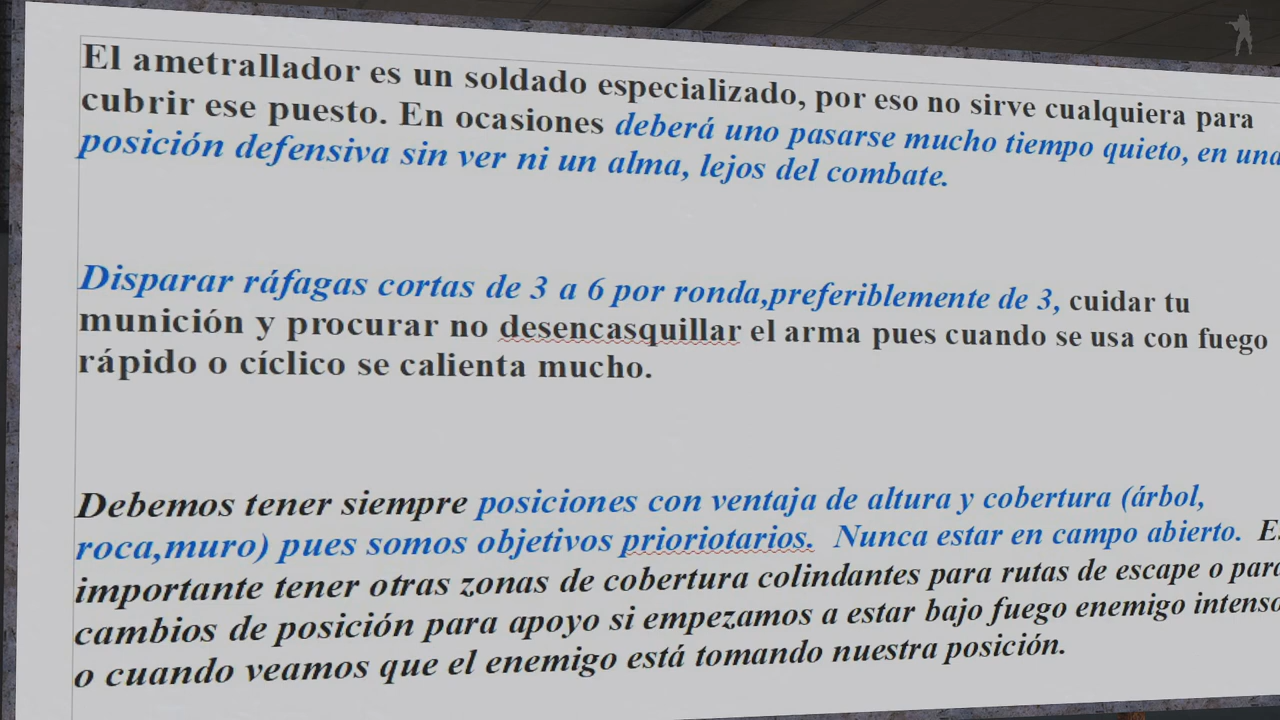 El ametrallador es un soldado especializado, por eso no sirve cualquiera para
cubrir ese puesto. En ocasiones deberá uno pasarse mucho tiempo quieto, en una
posición defensiva sin ver ni un alma, lejos del combate.
Disparar ráfagas cortas de 3 a 6 por ronda,preferiblemente de 3, cuidar tu
munición y procurar no desencasquillar el arma pues cuando se usa con fuego
rápido o cíclico se calienta mucho.
Debemos tener siempre posiciones con ventaja de altura y cobertura (árbol,
roca,muro) pues somos objetivos prioriotarios. Nunca estar en campo abierto.
importante tener otras zonas de cobertura colindantes para rutas de escape o para
cambios de posición para apoyo si empezamos a estar bajo fuego enemigo intenso
o cuando veamos que el enemigo está tomando nuestra posición.